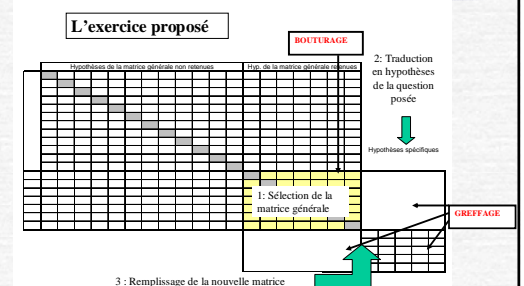 L'exercice proposé
BOUTURAGE
2: Traduction
en hypothèses
de la question
posée
Hypothèses de la matrice générale non retenues
Hyp. de la matrice générale retenues
Hypothèses spécifiques
1: Sélection de la
matrice générale
GREFFAGE
3 : Remplissage de la nouvelle matrice